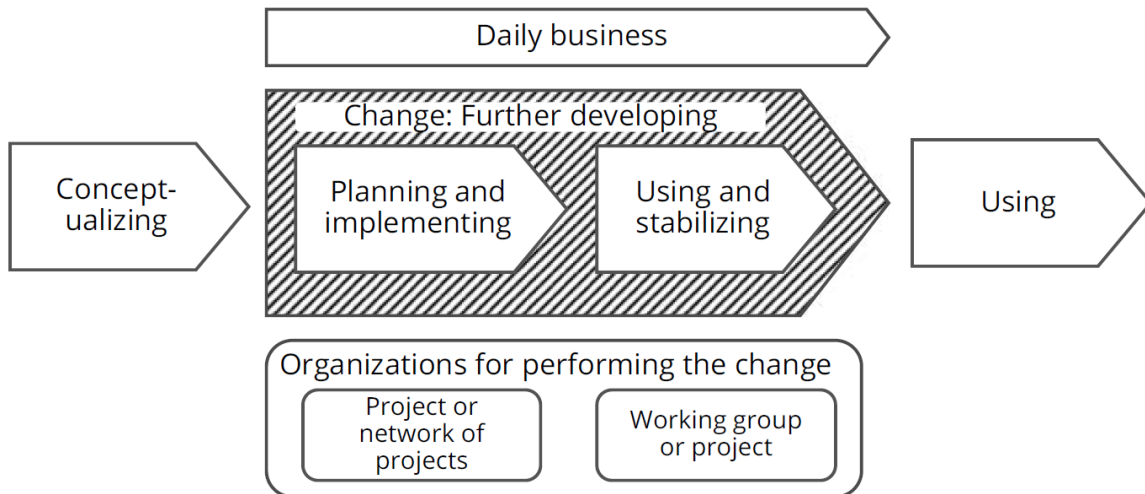 Daily business
Change: Further developing
Concept-
ualizing
Planning and
implementing
Using and
stabilizing
Using
Organizations for performing the change
Project or
network of
projects
Working group
or project